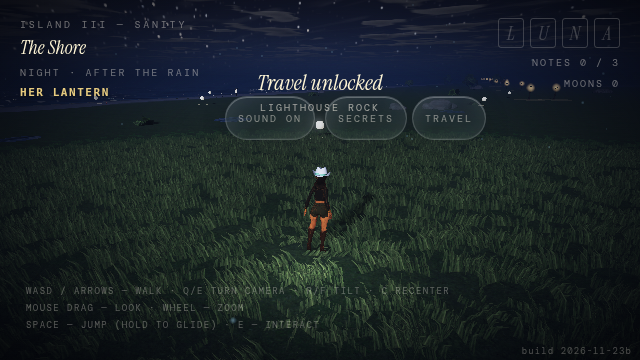 ISLAND III — SANITY
The Shore
NIGHT · AFTER THE RAIN
HER LANTERN
LUNA
NOTES 0 / 3
MOONS 0
Travel unlocked
LIGHTHOUSE ROCK
SOUND ON
SECRETS
TRAVEL
WASD / ARROWS — WALK · Q/E TURN CAMERA · R/F TILT · C RECENTER
MOUSE DRAG — LOOK · WHEEL — ZOOM
SPACE — JUMP (HOLD TO GLIDE) · E — INTERACT
build 2026-11-23b